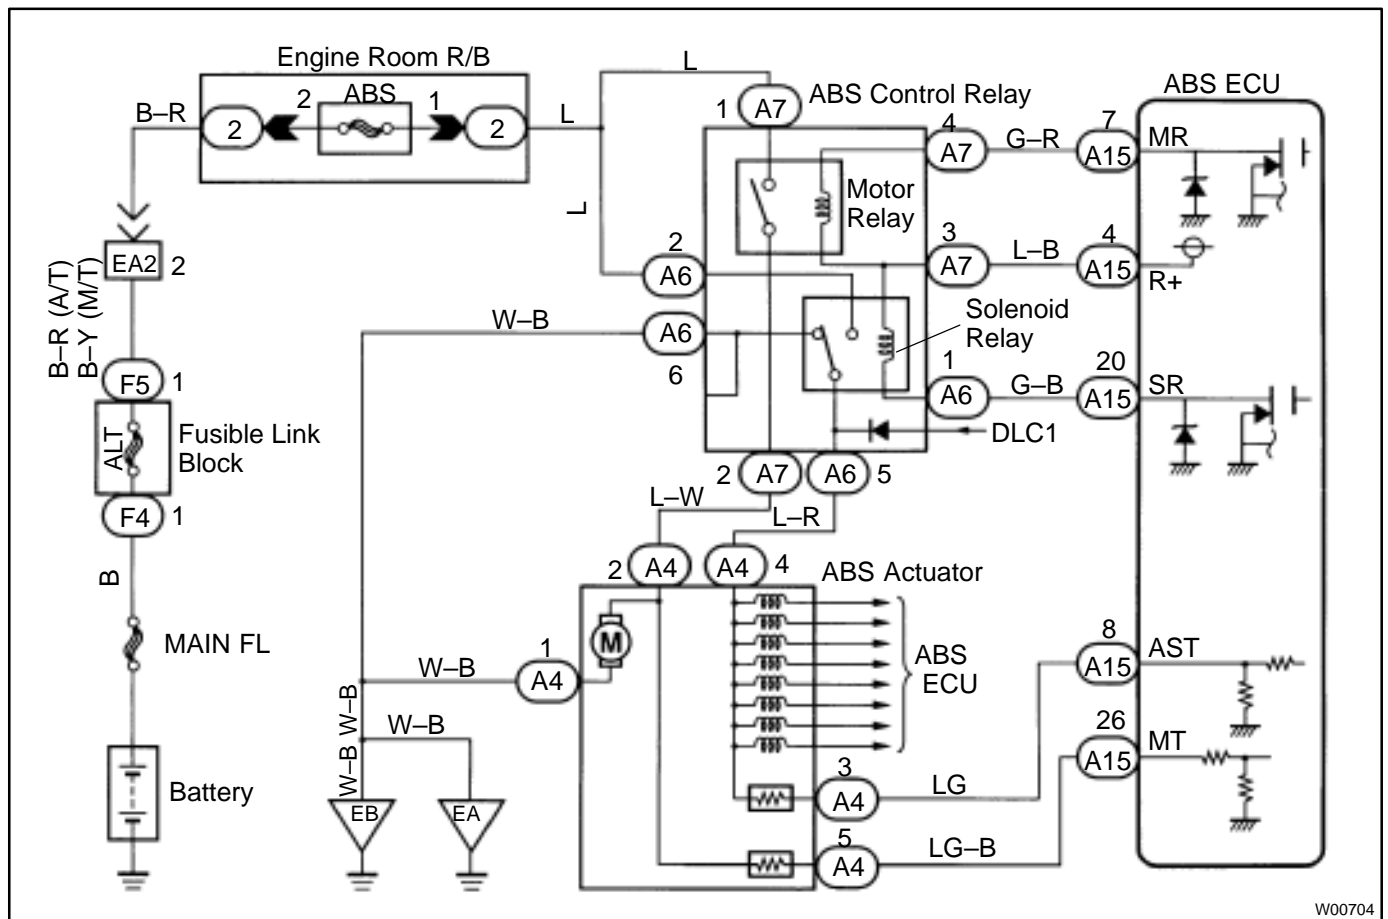 Engine Room R/B
L
ABS Control Relay
ABS ECU
B–R
2
2
ABS
1
2
L
1
A7
4
A7
G–R
7
A15
MR
Motor
Relay
L
EA2
2
2
A6
3
A7
L–B
4
A15
R+
B–R (A/T)
B–Y (M/T)
W–B
A6
6
Solenoid
Relay
1
A6
G–B
20
A15
SR
F5
1
ALT
Fusible Link
Block
F4
1
DLC1
2
A7
A6
5
L–W
L–R
B
2
A4
A4
4
ABS Actuator
MAIN FL
M
1
A4
W–B
ABS
ECU
8
A15
AST
W–B
W–B
W–B
26
A15
MT
Battery
EB
EA
3
A4
LG
5
A4
LG–B
W00704